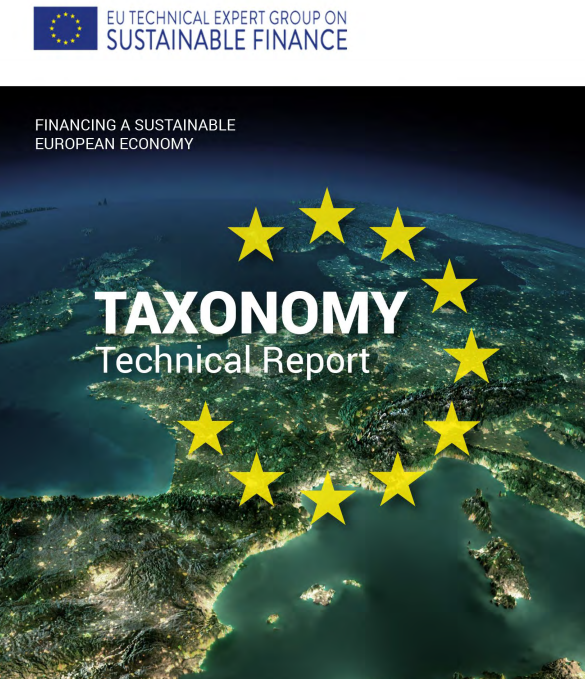 EU TECHNICAL EXPERT GROUP ON
SUSTAINABLE FINANCE
FINANCING A SUSTAINABLE
EUROPEAN ECONOMY
TAXONOMY
Technical Report